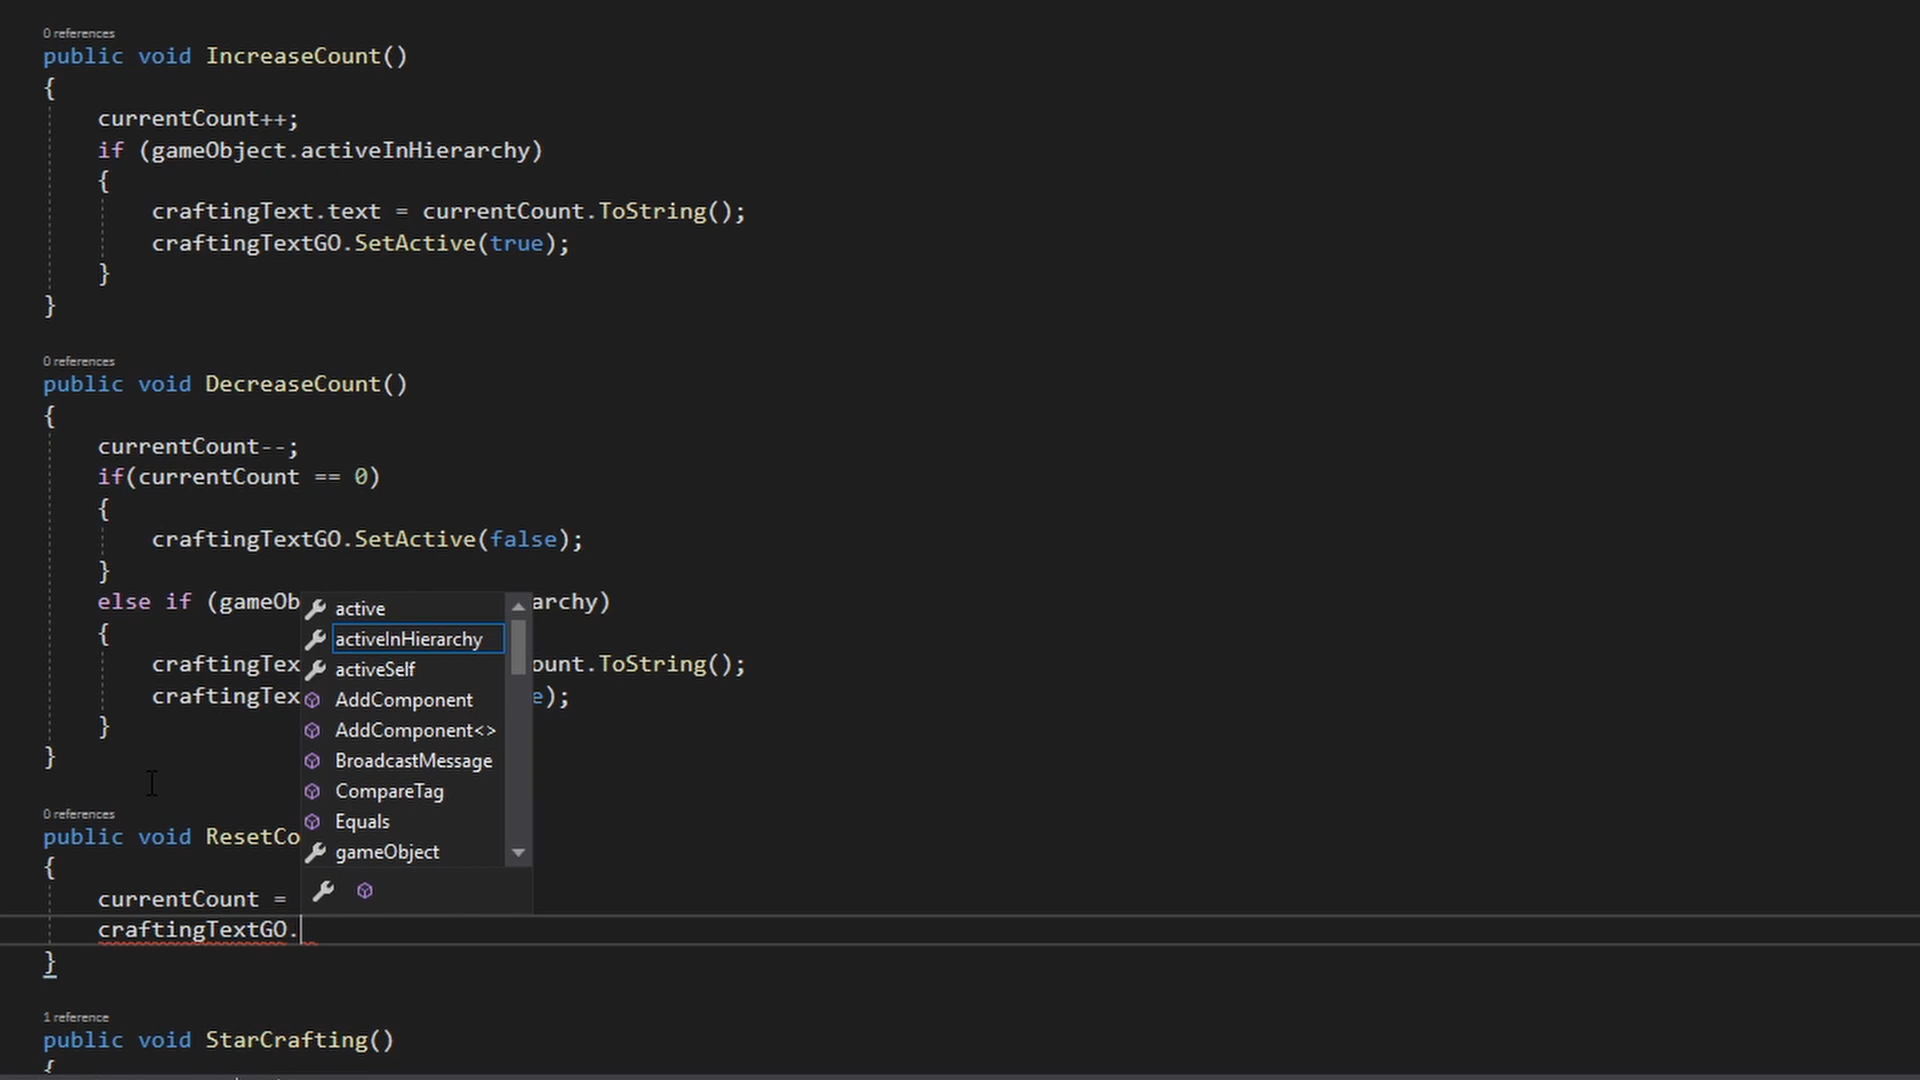 0 references
public void IncreaseCount()
{
currentCount++;
if (gameObject.activeInHierarchy)
{
craftingText.text = currentCount.ToString();
craftingTextGO.SetActive(true);
}
}
0 references
public void DecreaseCount()
{
currentCount--;
if(currentCount == 0)
{
craftingTextGO.SetActive(false);
}
else if (gameOb archy)
{
craftingTex ount.ToString();
craftingTex e);
}
}
active
activeInHierarchy
activeSelf
AddComponent
AddComponent<>
BroadcastMessage
CompareTag
Equals
gameObject
0 references
public void ResetCo
{
currentCount =
craftingTextGO.
}
1 reference
public void StarCrafting()
{